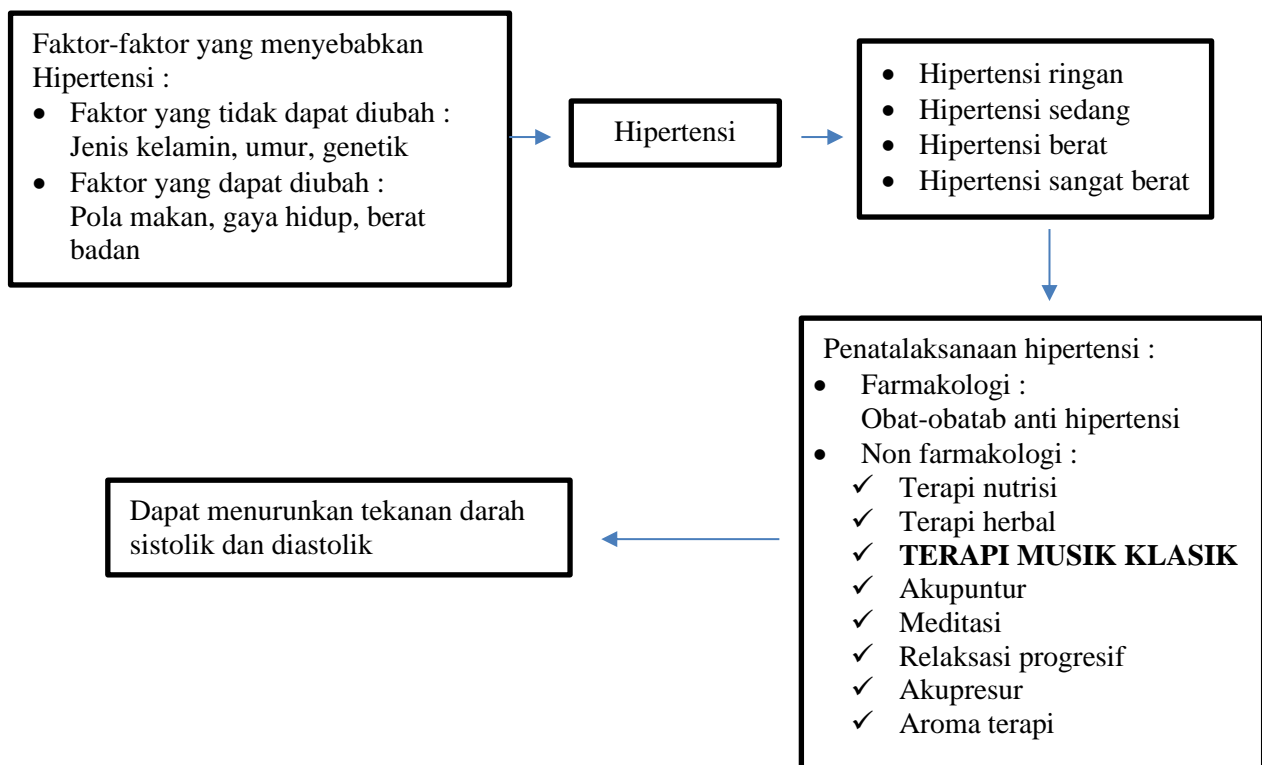 Faktor-faktor yang menyebabkan
Hipertensi :
• Faktor yang tidak dapat diubah :
Jenis kelamin, umur, genetik
• Faktor yang dapat diubah :
Pola makan, gaya hidup, berat
badan
Hipertensi
• Hipertensi ringan
• Hipertensi sedang
• Hipertensi berat
• Hipertensi sangat berat
Penatalaksanaan hipertensi :
• Farmakologi :
Obat-obatab anti hipertensi
• Non farmakologi :
✓ Terapi nutrisi
✓ Terapi herbal
✓ TERAPI MUSIK KLASIK
✓ Akupuntur
✓ Meditasi
✓ Relaksasi progresif
✓ Akupresur
✓ Aroma terapi
Dapat menurunkan tekanan darah
sistolik dan diastolik